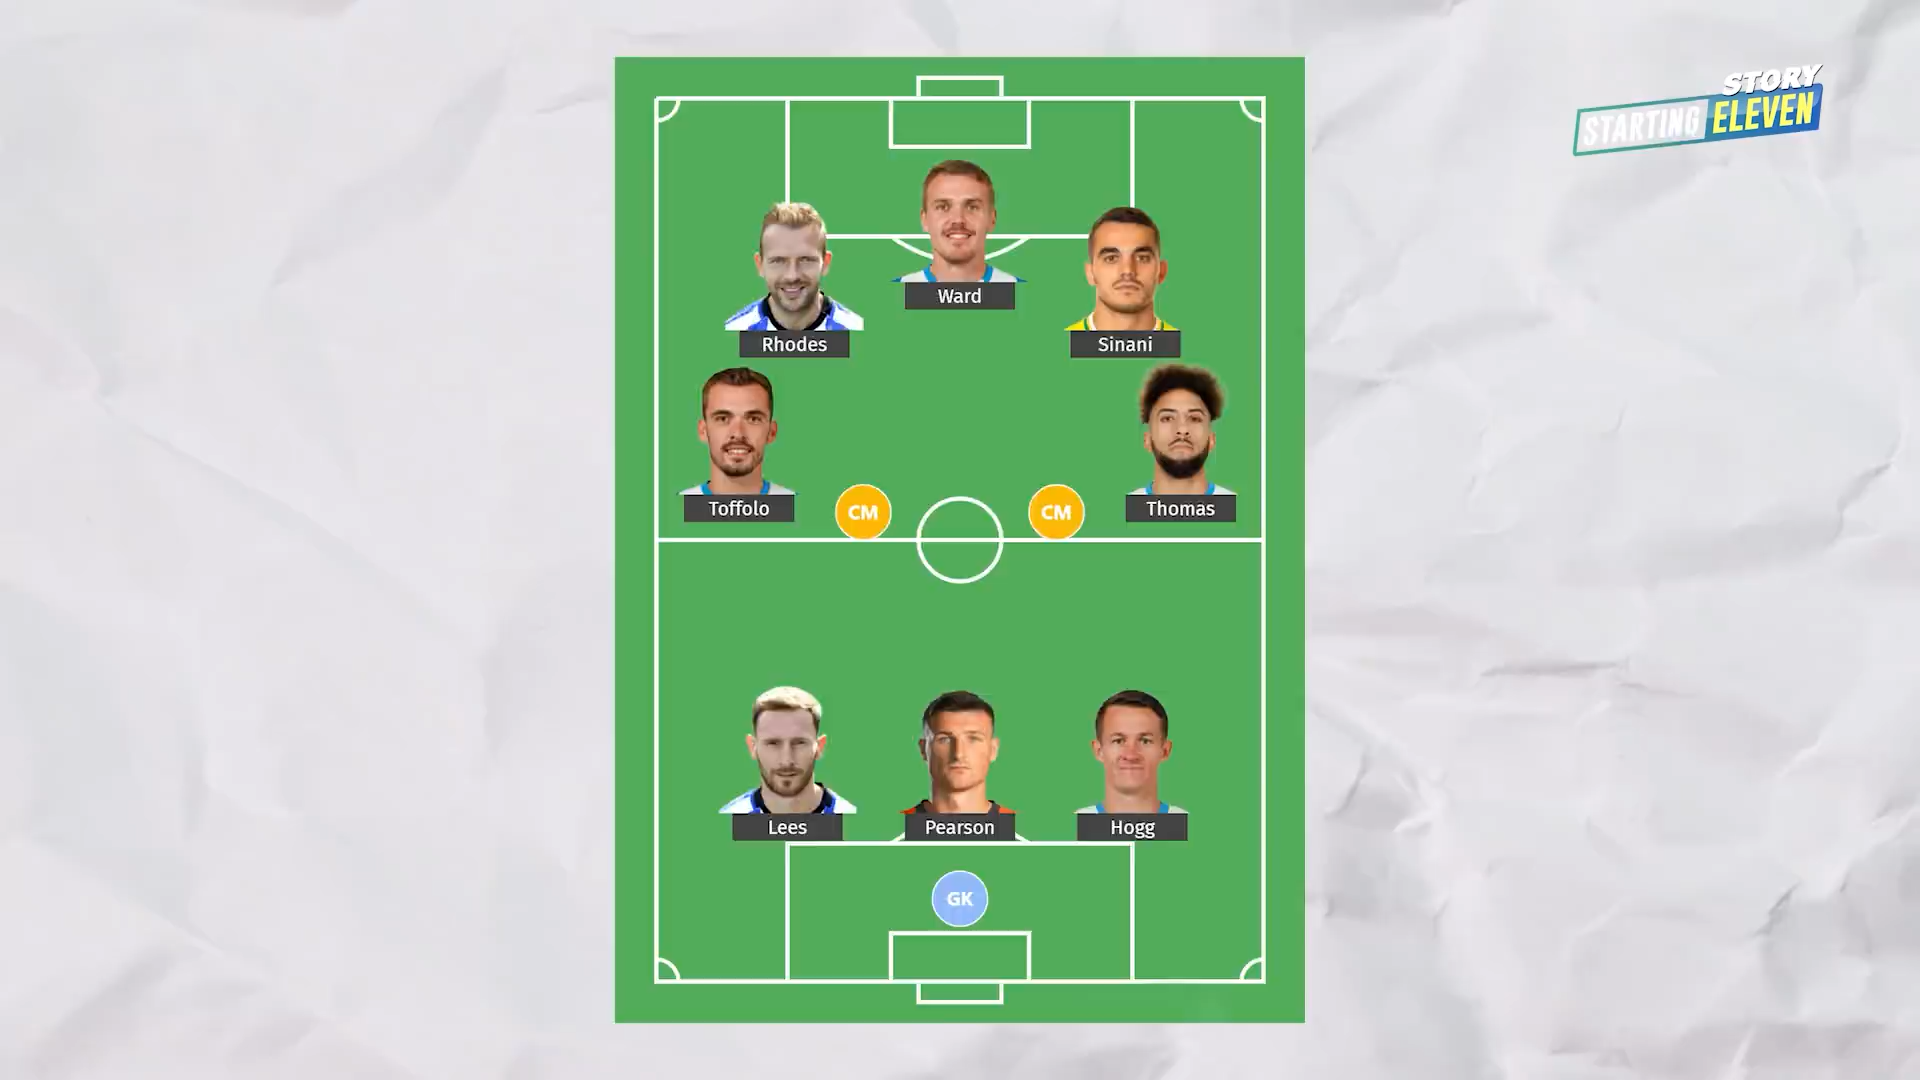 STORY
STARTING ELEVEN
Ward
Rhodes
Sinani
Toffolo
CM
CM
Thomas
Lees
Pearson
Hogg
GK